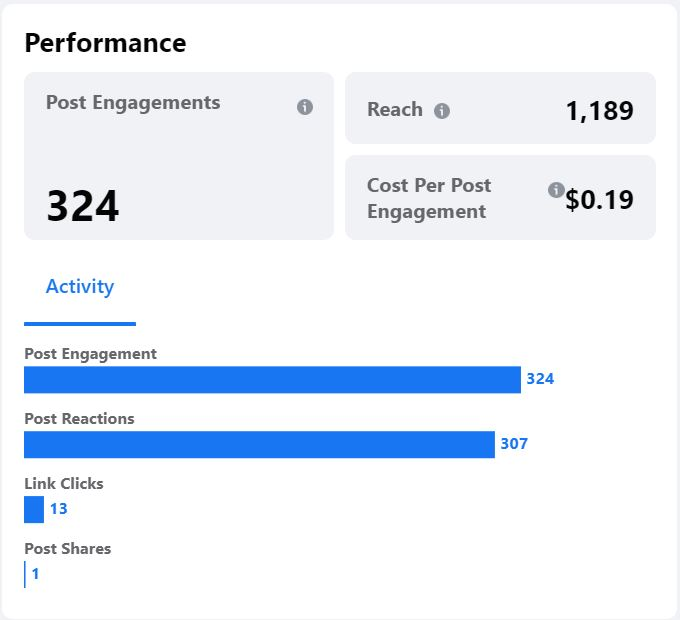 Performance
Post Engagements
324
Reach
1,189
Cost Per Post
Engagement
$0.19
Activity
Post Engagement
324
Post Reactions
307
Link Clicks
13
Post Shares
1